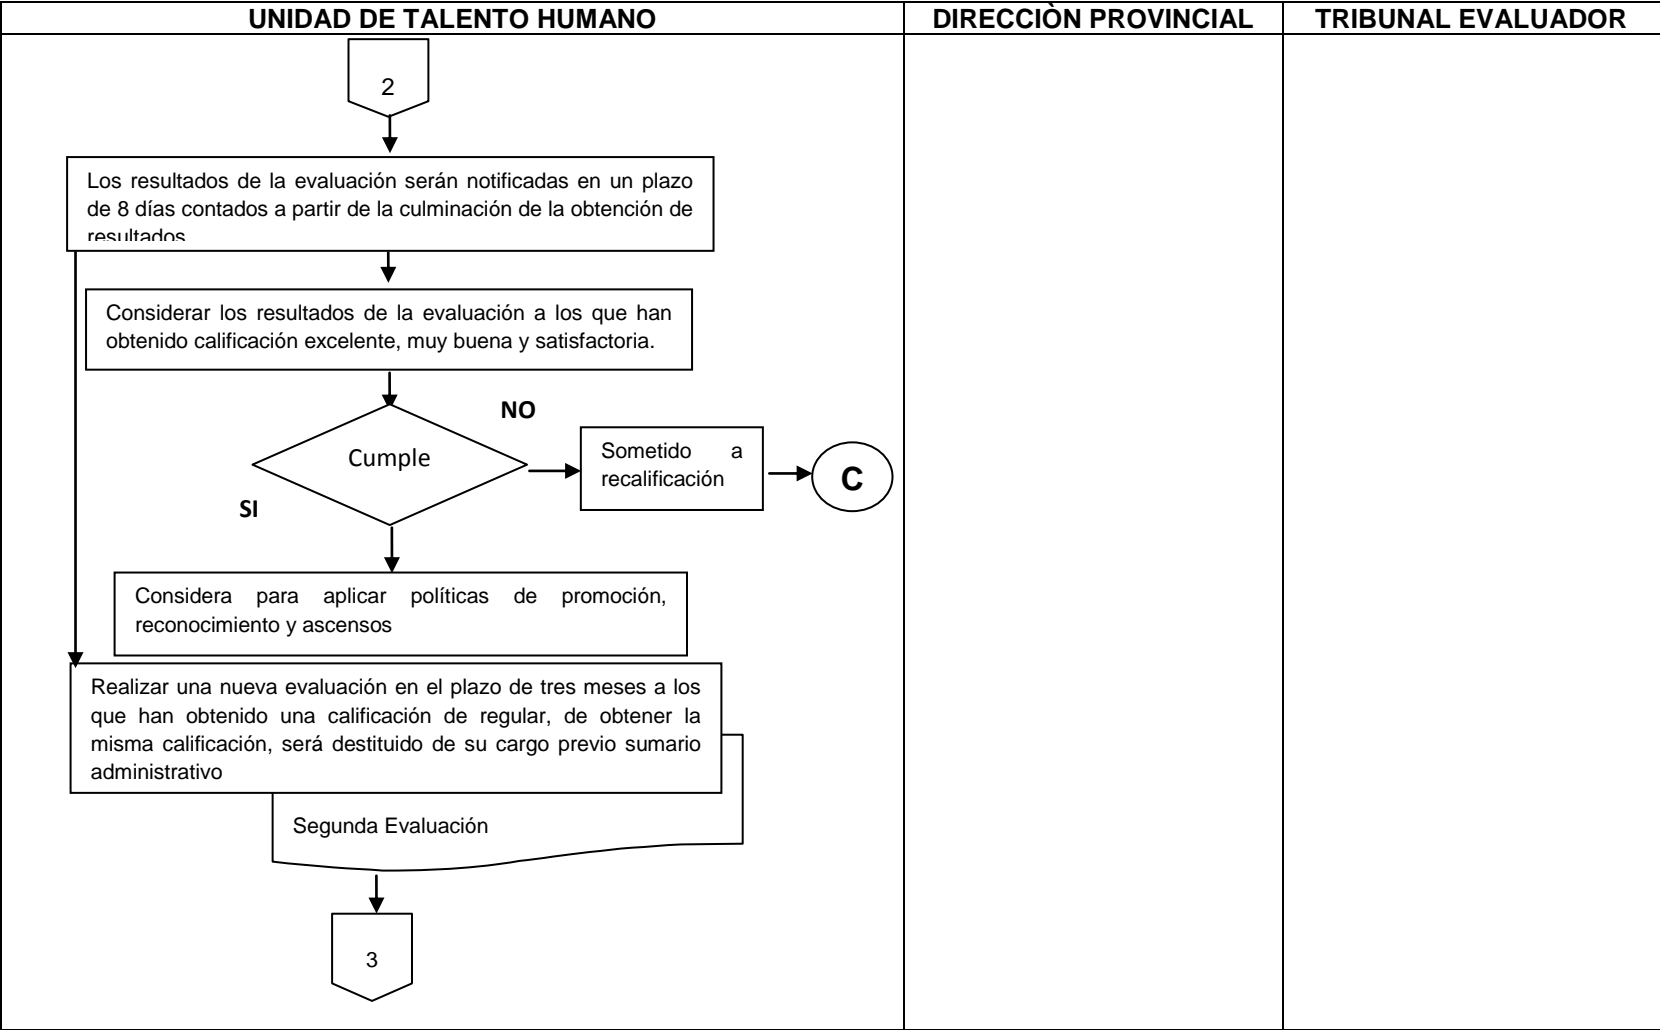 UNIDAD DE TALENTO HUMANO
DIRECCIÒN PROVINCIAL
TRIBUNAL EVALUADOR
2
Los resultados de la evaluación serán notificadas en un plazo
de 8 días contados a partir de la culminación de la obtención de
resultados
Considerar los resultados de la evaluación a los que han
obtenido calificación excelente, muy buena y satisfactoria.
NO
Cumple
Sometido a
recalificación
C
SI
Considera para aplicar políticas de promoción,
reconocimiento y ascensos
Realizar una nueva evaluación en el plazo de tres meses a los
que han obtenido una calificación de regular, de obtener la
misma calificación, será destituido de su cargo previo sumario
administrativo
Segunda Evaluación
3